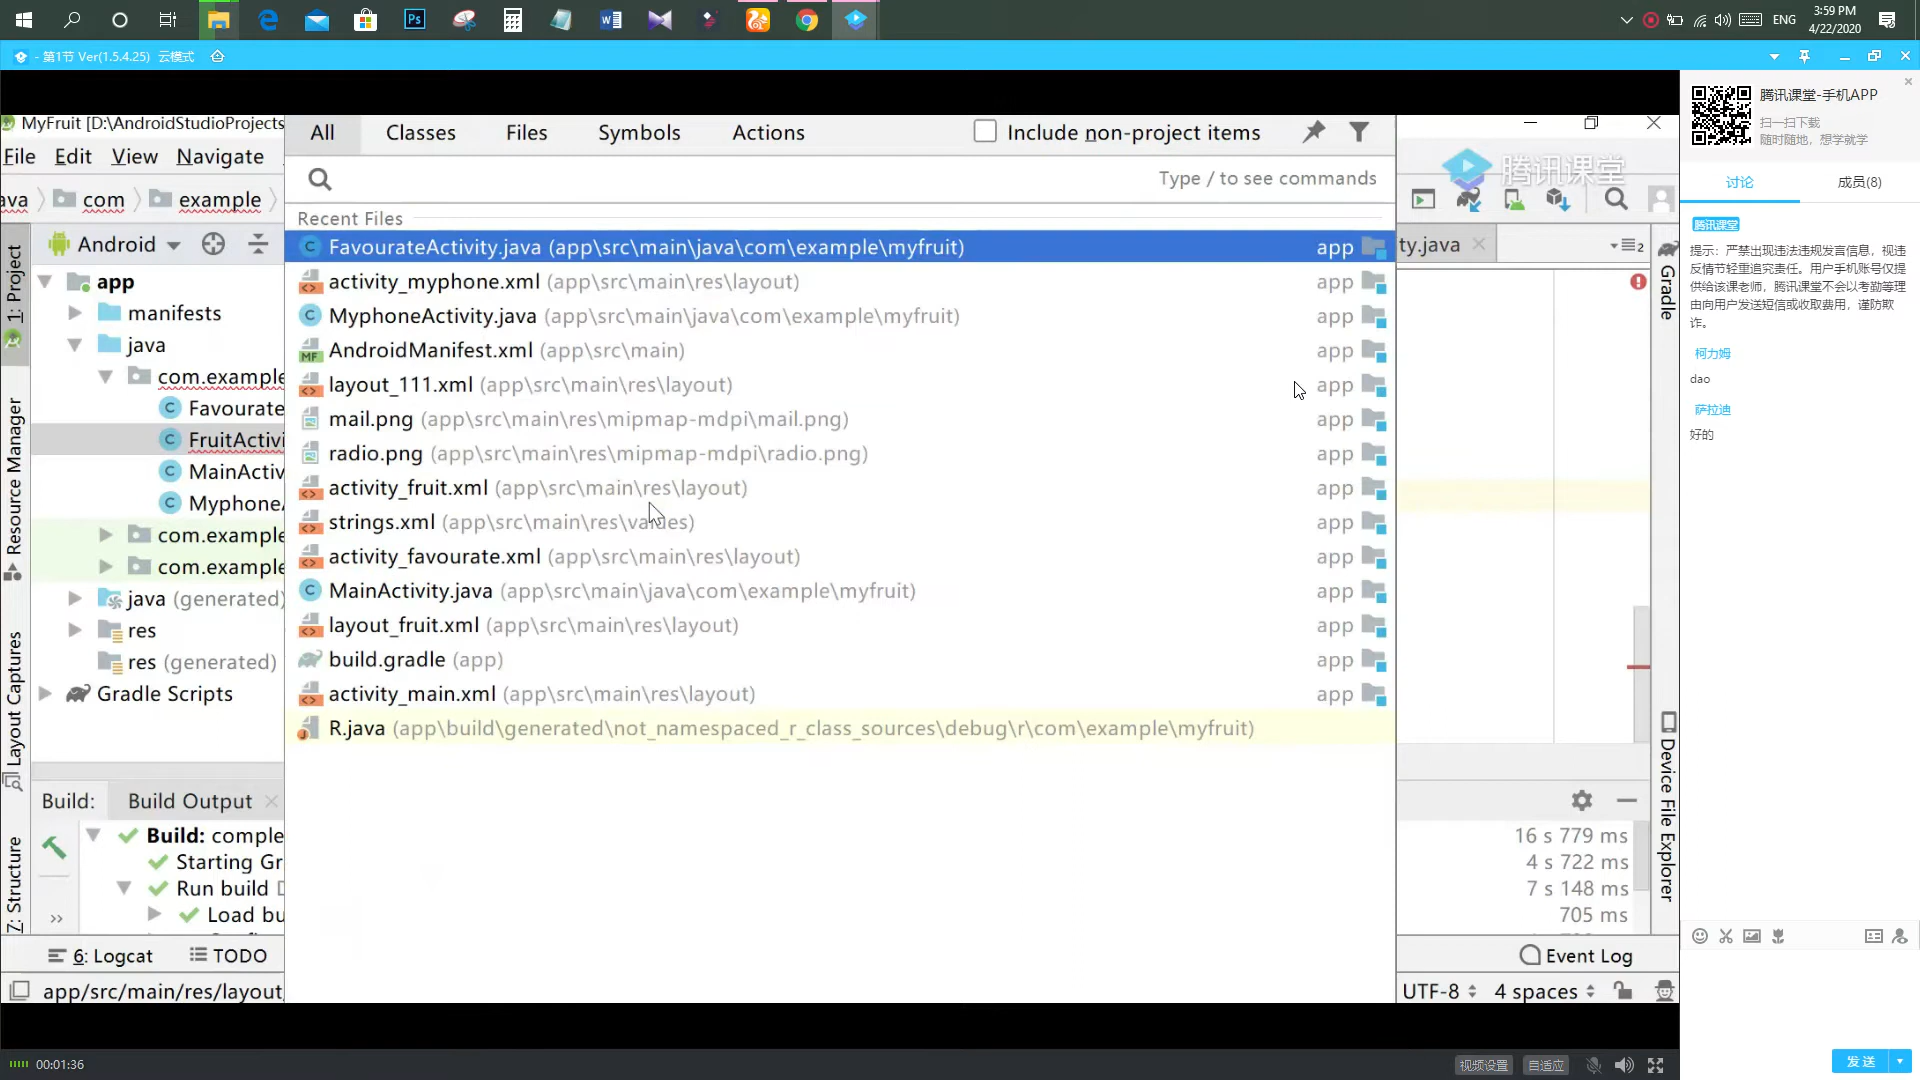 3:59 PM
ENG
4/22/2020
- 第1节 Ver(1.5.4.25) 云模式
MyFruit [D:\AndroidStudioProjects
File Edit View Navigate
ava com example
All Classes Files Symbols Actions Include non-project items
Type / to see commands
Recent Files
FavourateActivity.java (app\src\main\java\com\example\myfruit) app
activity_myphone.xml (app\src\main\res\layout) app
MyphoneActivity.java (app\src\main\java\com\example\myfruit) app
AndroidManifest.xml (app\src\main) app
layout_111.xml (app\src\main\res\layout) app
mail.png (app\src\main\res\mipmap-mdpi\mail.png) app
radio.png (app\src\main\res\mipmap-mdpi\radio.png) app
activity_fruit.xml (app\src\main\res\layout) app
strings.xml (app\src\main\res\values) app
activity_favourate.xml (app\src\main\res\layout) app
MainActivity.java (app\src\main\java\com\example\myfruit) app
layout_fruit.xml (app\src\main\res\layout) app
build.gradle (app) app
activity_main.xml (app\src\main\res\layout) app
R.java (app\build\generated\not_namespaced_r_class_sources\debug\r\com\example\myfruit)
1: Project
Resource Manager
Layout Captures
Z: Structure
Android
app
manifests
java
com.example
Favourate
FruitActivi
MainActiv
Myphone
com.example
com.example
java (generated)
res
res (generated)
Gradle Scripts
Build: Build Output
Build: comple
Starting Gr
Run build
Load bu
6: Logcat TODO
app/src/main/res/layout
腾讯课堂
ty.java
2
Gradle
Device File Explorer
16 s 779 ms
4 s 722 ms
7 s 148 ms
705 ms
Event Log
UTF-8 4 spaces
00:01:36
视频设置 自适应
腾讯课堂-手机APP
扫一扫下载
随时随地，想学就学
讨论 成员(8)
腾讯课堂
提示：严禁出现违法违规发言信息，视违
反情节轻重追究责任。用户手机账号仅提
供给该课老师，腾讯课堂不会以考勤等理
由向用户发送短信或收取费用，谨防欺
诈。
柯力姆
dao
萨拉迪
好的
发送